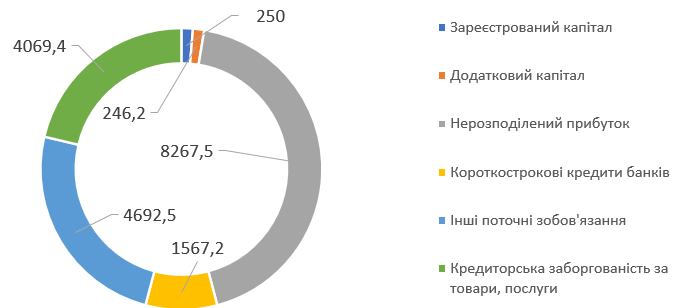 250
4069,4
246,2
8267,5
4692,5
1567,2
Зареєстрований капітал
Додатковий капітал
Нерозподілений прибуток
Короткострокові кредити банків
Інші поточні зобов'язання
Кредиторська заборгованість за
товари, послуги